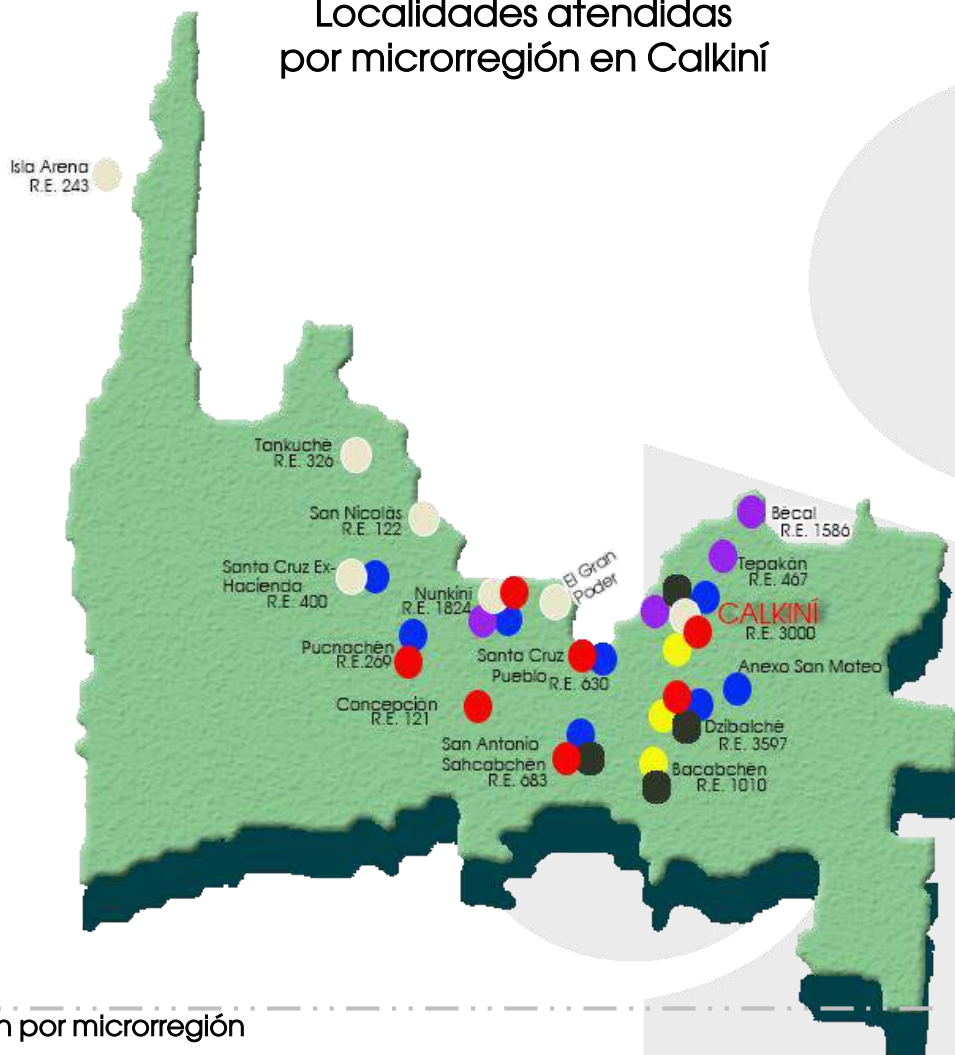 Localidades atendidas
por microrregión en Calkiní
Isla Arena
R.E. 243
Tankuché
R.E. 326
San Nicolás
R.E. 122
Santa Cruz Ex-
Hacienda
R.E. 400
Nunkiní
R.E. 1824
El Gran
Poder
Bécal
R.E. 1586
Tepakán
R.E. 467
CALKINÍ
R.E. 3000
Pucnachén
R.E.269
Santa Cruz
Pueblo
R.E. 630
Anexo San Mateo
Concepción
R.E. 121
Dzibalché
R.E. 3597
San Antonio
Sahcabchén
R.E. 683
Bacabchén
R.E. 1010
n por microrregión